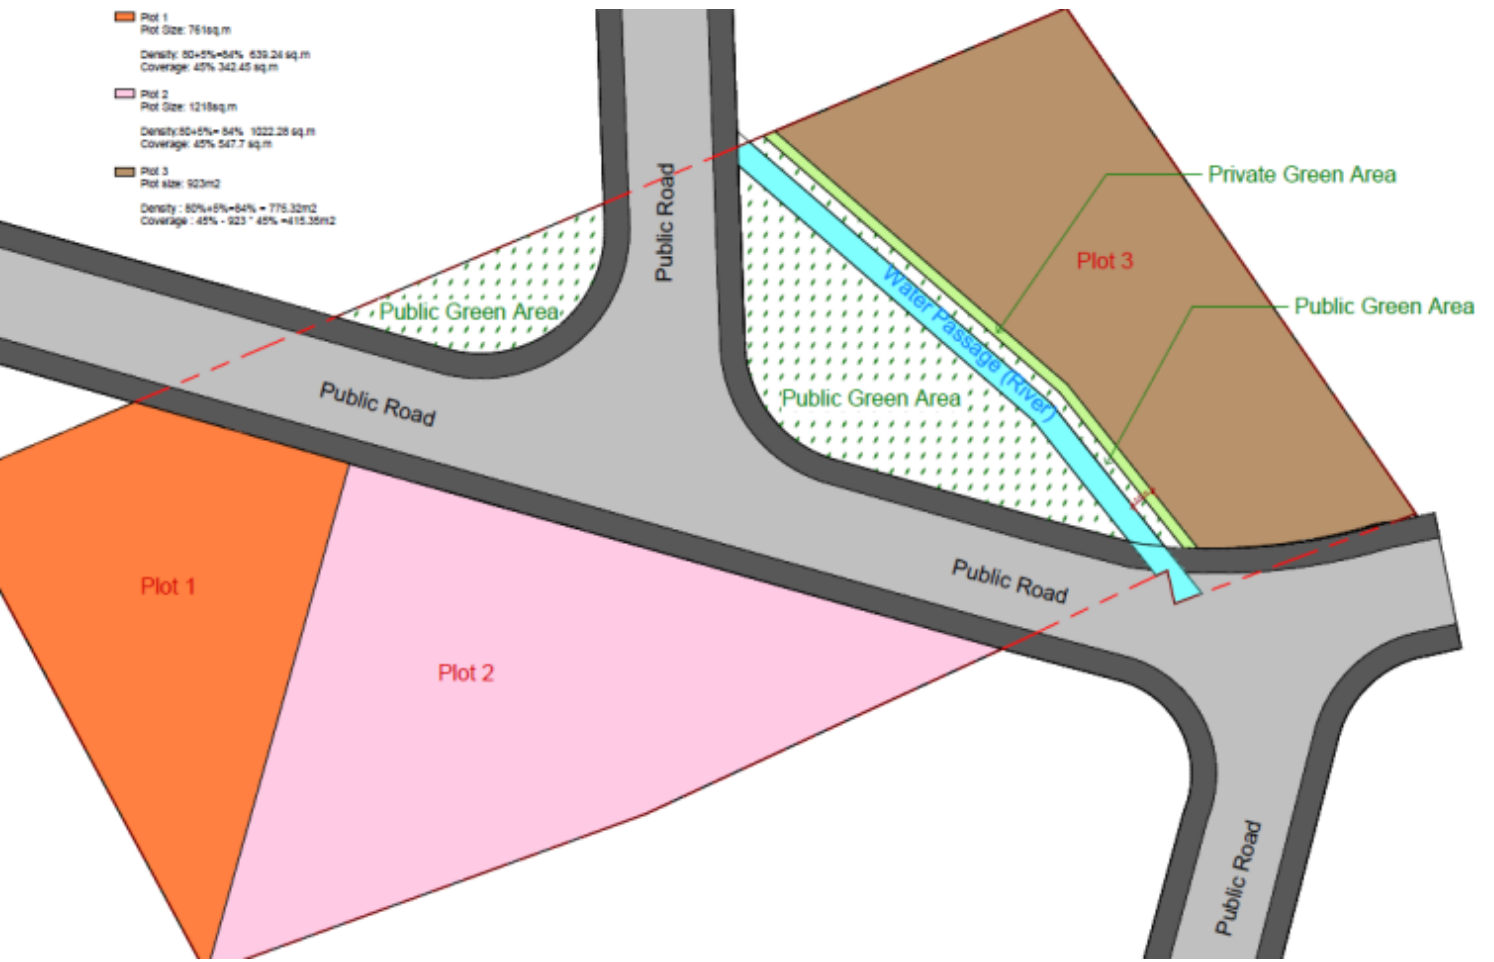 Plot 1
Plot Size: 761sq.m
Density: 80+5%=84% 639.24 sq.m
Coverage: 45% 342.45 sq.m
Plot 2
Plot Size: 1218sq.m
Density:80+5%= 84% 1022.28 sq.m
Coverage: 45% 547.7 sq.m
Plot 3
Plot size: 923m2
Density : 80%+5%=84% = 775.32m2
Coverage : 45% - 923 * 45% =415.35m2
Public Road
Private Green Area
Plot 3
Public Green Area
Water Passage (River)
Public Green Area
Public Green Area
Public Road
Public Road
Plot 1
Plot 2
Public Road